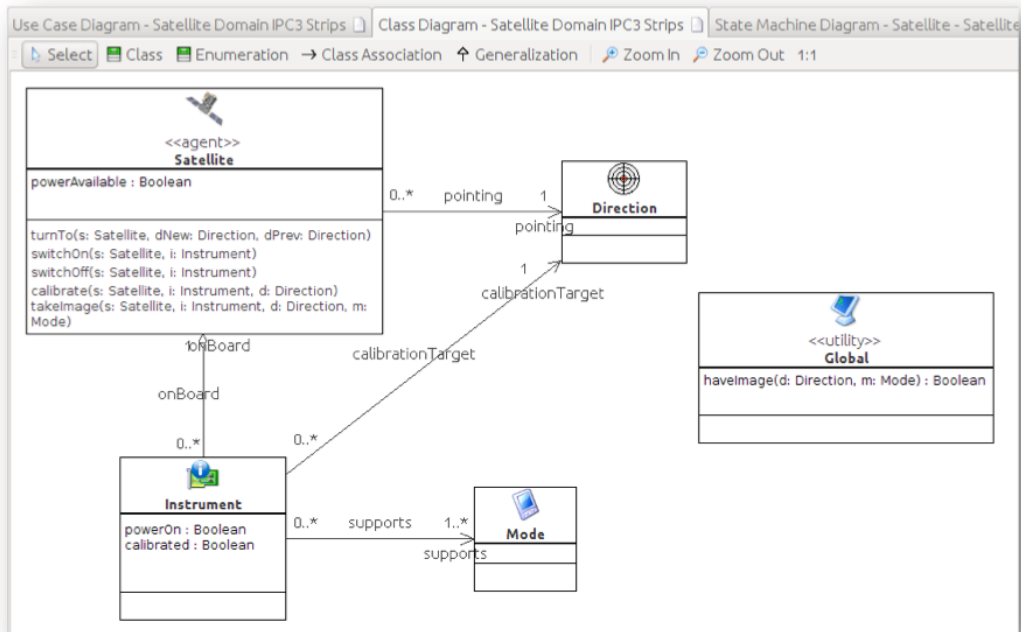 Use Case Diagram - Satellite Domain IPC3 Strips Class Diagram - Satellite Domain IPC3 Strips State Machine Diagram - Satellite - Satellite
Select Class Enumeration Class Association Generalization Zoom In Zoom Out 1:1
<<agent>>
Satellite
powerAvailable : Boolean
turnTo(s: Satellite, dNew: Direction, dPrev: Direction)
switchOn(s: Satellite, i: Instrument)
switchOff(s: Satellite, i: Instrument)
calibrate(s: Satellite, i: Instrument, d: Direction)
takeImage(s: Satellite, i: Instrument, d: Direction, m:
Mode)
0..* pointing 1
pointing
Direction
1
calibrationTarget
calibrationTarget
1
onBoard
onBoard
0..*
0..*
<<utility>>
Global
haveImage(d: Direction, m: Mode) : Boolean
Instrument
powerOn : Boolean
calibrated : Boolean
0..* supports 1..*
supports
Mode